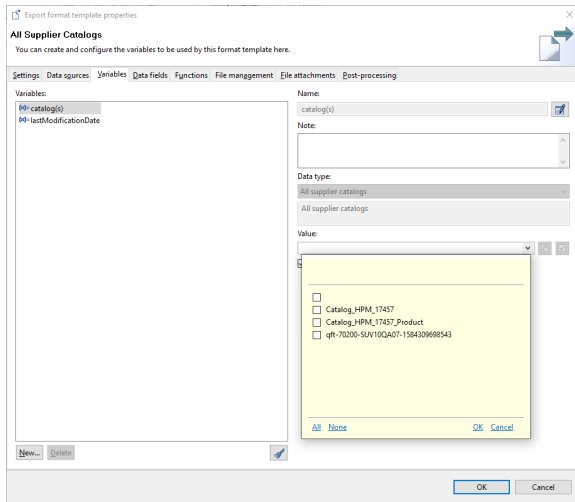 Export format template properties
All Supplier Catalogs
You can create and configure the variables to be used by this format template here.
Settings Data sources Variables Data fields Functions File mangement File attachments Post-processing
Variables:
(x)= catalog(s)
(x)= lastModificationDate
Name:
catalog(s)
Note:
Data type:
All supplier catalogs
All supplier catalogs
Value:
Catalog_HPM_17457
Catalog_HPM_17457_Product
qft-70200-SUV10QA07-1584309698543
All None OK Cancel
New... Delete
OK Cancel